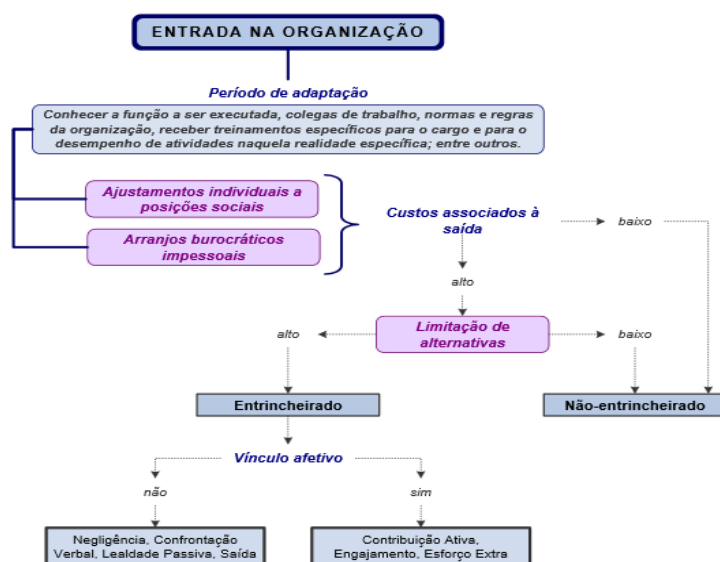 ENTRADA NA ORGANIZAÇÃO
Período de adaptação
Conhecer a função a ser executada, colegas de trabalho, normas e regras
da organização, receber treinamentos específicos para o cargo e para o
desempenho de atividades naquela realidade específica; entre outros.
Ajustamentos individuais a
posições sociais
Arranjos burocráticos
impessoais
Custos associados à
saída
baixo
alto
Limitação de
alternativas
alto
baixo
Entrincheirado
Não-entrincheirado
Vínculo afetivo
não
sim
Negligência, Confrontação
Verbal, Lealdade Passiva, Saída
Contribuição Ativa,
Engajamento, Esforço Extra